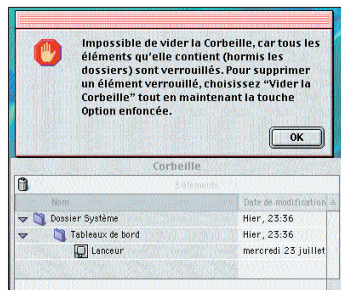 Impossible de vider la Corbeille, car tous les
éléments qu'elle contient (hormis les
dossiers) sont verrouillés. Pour supprimer
un élément verrouillé, choisissez “Vider la
Corbeille” tout en maintenant la touche
Option enfoncée.
OK
Corbeille
3 éléments
Nom Date de modification
Dossier Système Hier, 23:36
Tableaux de bord Hier, 23:36
Lanceur mercredi 23 juillet